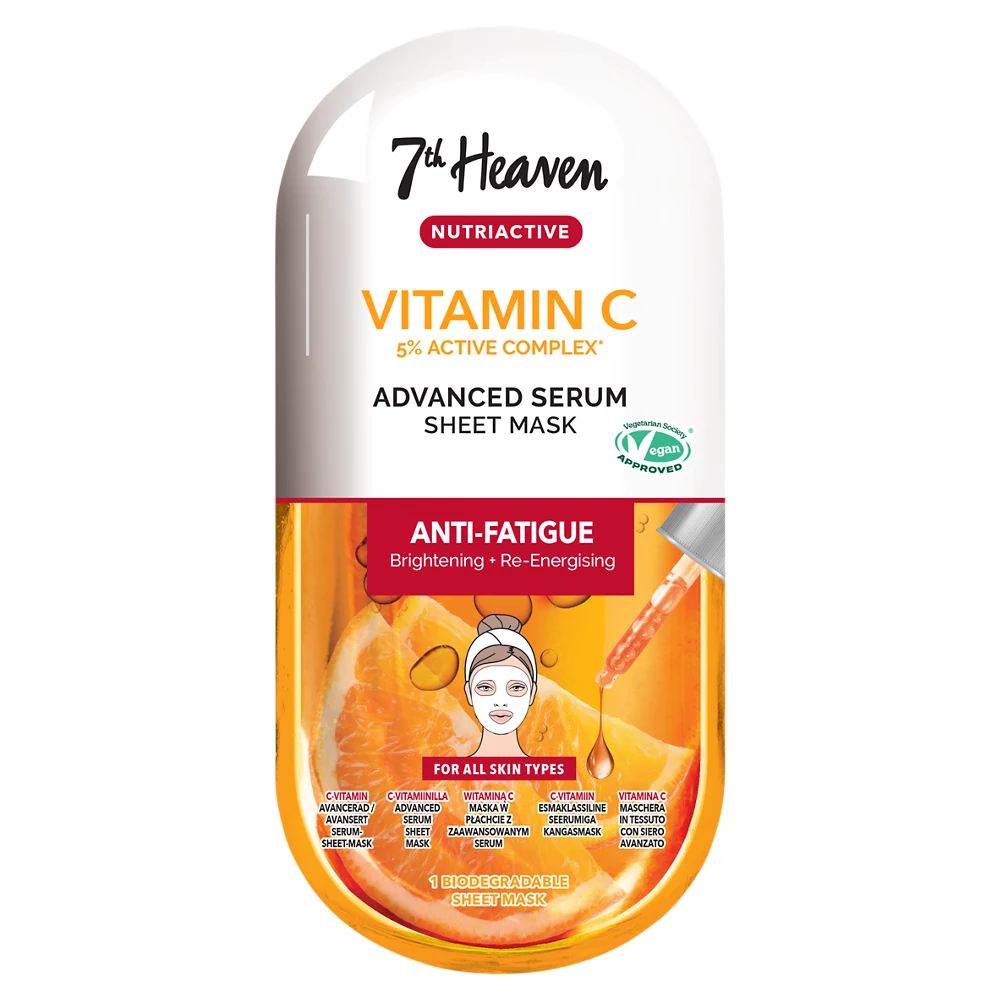 7th Heaven
NUTRIACTIVE
VITAMIN C
5% ACTIVE COMPLEX*
ADVANCED SERUM
SHEET MASK
Vegetarian Society ®
Vegan
APPROVED
ANTI-FATIGUE
Brightening + Re-Energising
FOR ALL SKIN TYPES
C-VITAMIN
AVANCERAD /
AVANSERT
SERUM-
SHEET-MASK
C-VITAMIINILLA
ADVANCED
SERUM
SHEET
MASK
WITAMINA C
MASKA W
PŁACHCIE Z
ZAAWANSOWANYM
SERUM
C-VITAMIIN
ESMAKLASSILINE
SEERUMIGA
KANGASMASK
VITAMINA C
MASCHERA
IN TESSUTO
CON SIERO
AVANZATO
1 BIODEGRADABLE
SHEET MASK